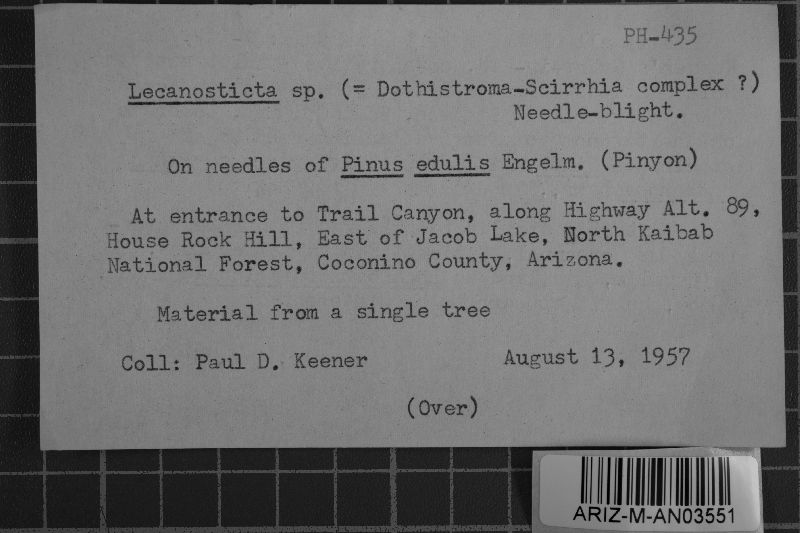 PH-435
Lecanosticta sp. (= Dothistroma-Scirrhia complex ?)
Needle-blight.
On needles of Pinus edulis Engelm. (Pinyon)
At entrance to Trail Canyon, along Highway Alt. 89,
House Rock Hill, East of Jacob Lake, North Kaibab
National Forest, Coconino County, Arizona.
Material from a single tree
Coll: Paul D. Keener August 13, 1957
(Over)
ARIZ-M-AN03551